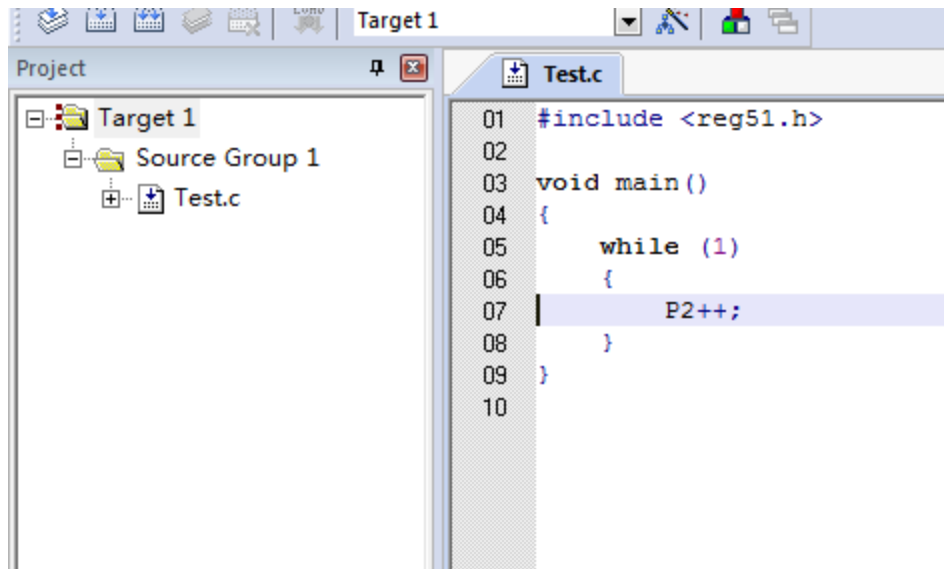 LOAD
Target 1
Project
Test.c
Target 1
Source Group 1
Test.c
01 #include <reg51.h>
02
03 void main()
04 {
05     while (1)
06     {
07         P2++;
08     }
09 }
10